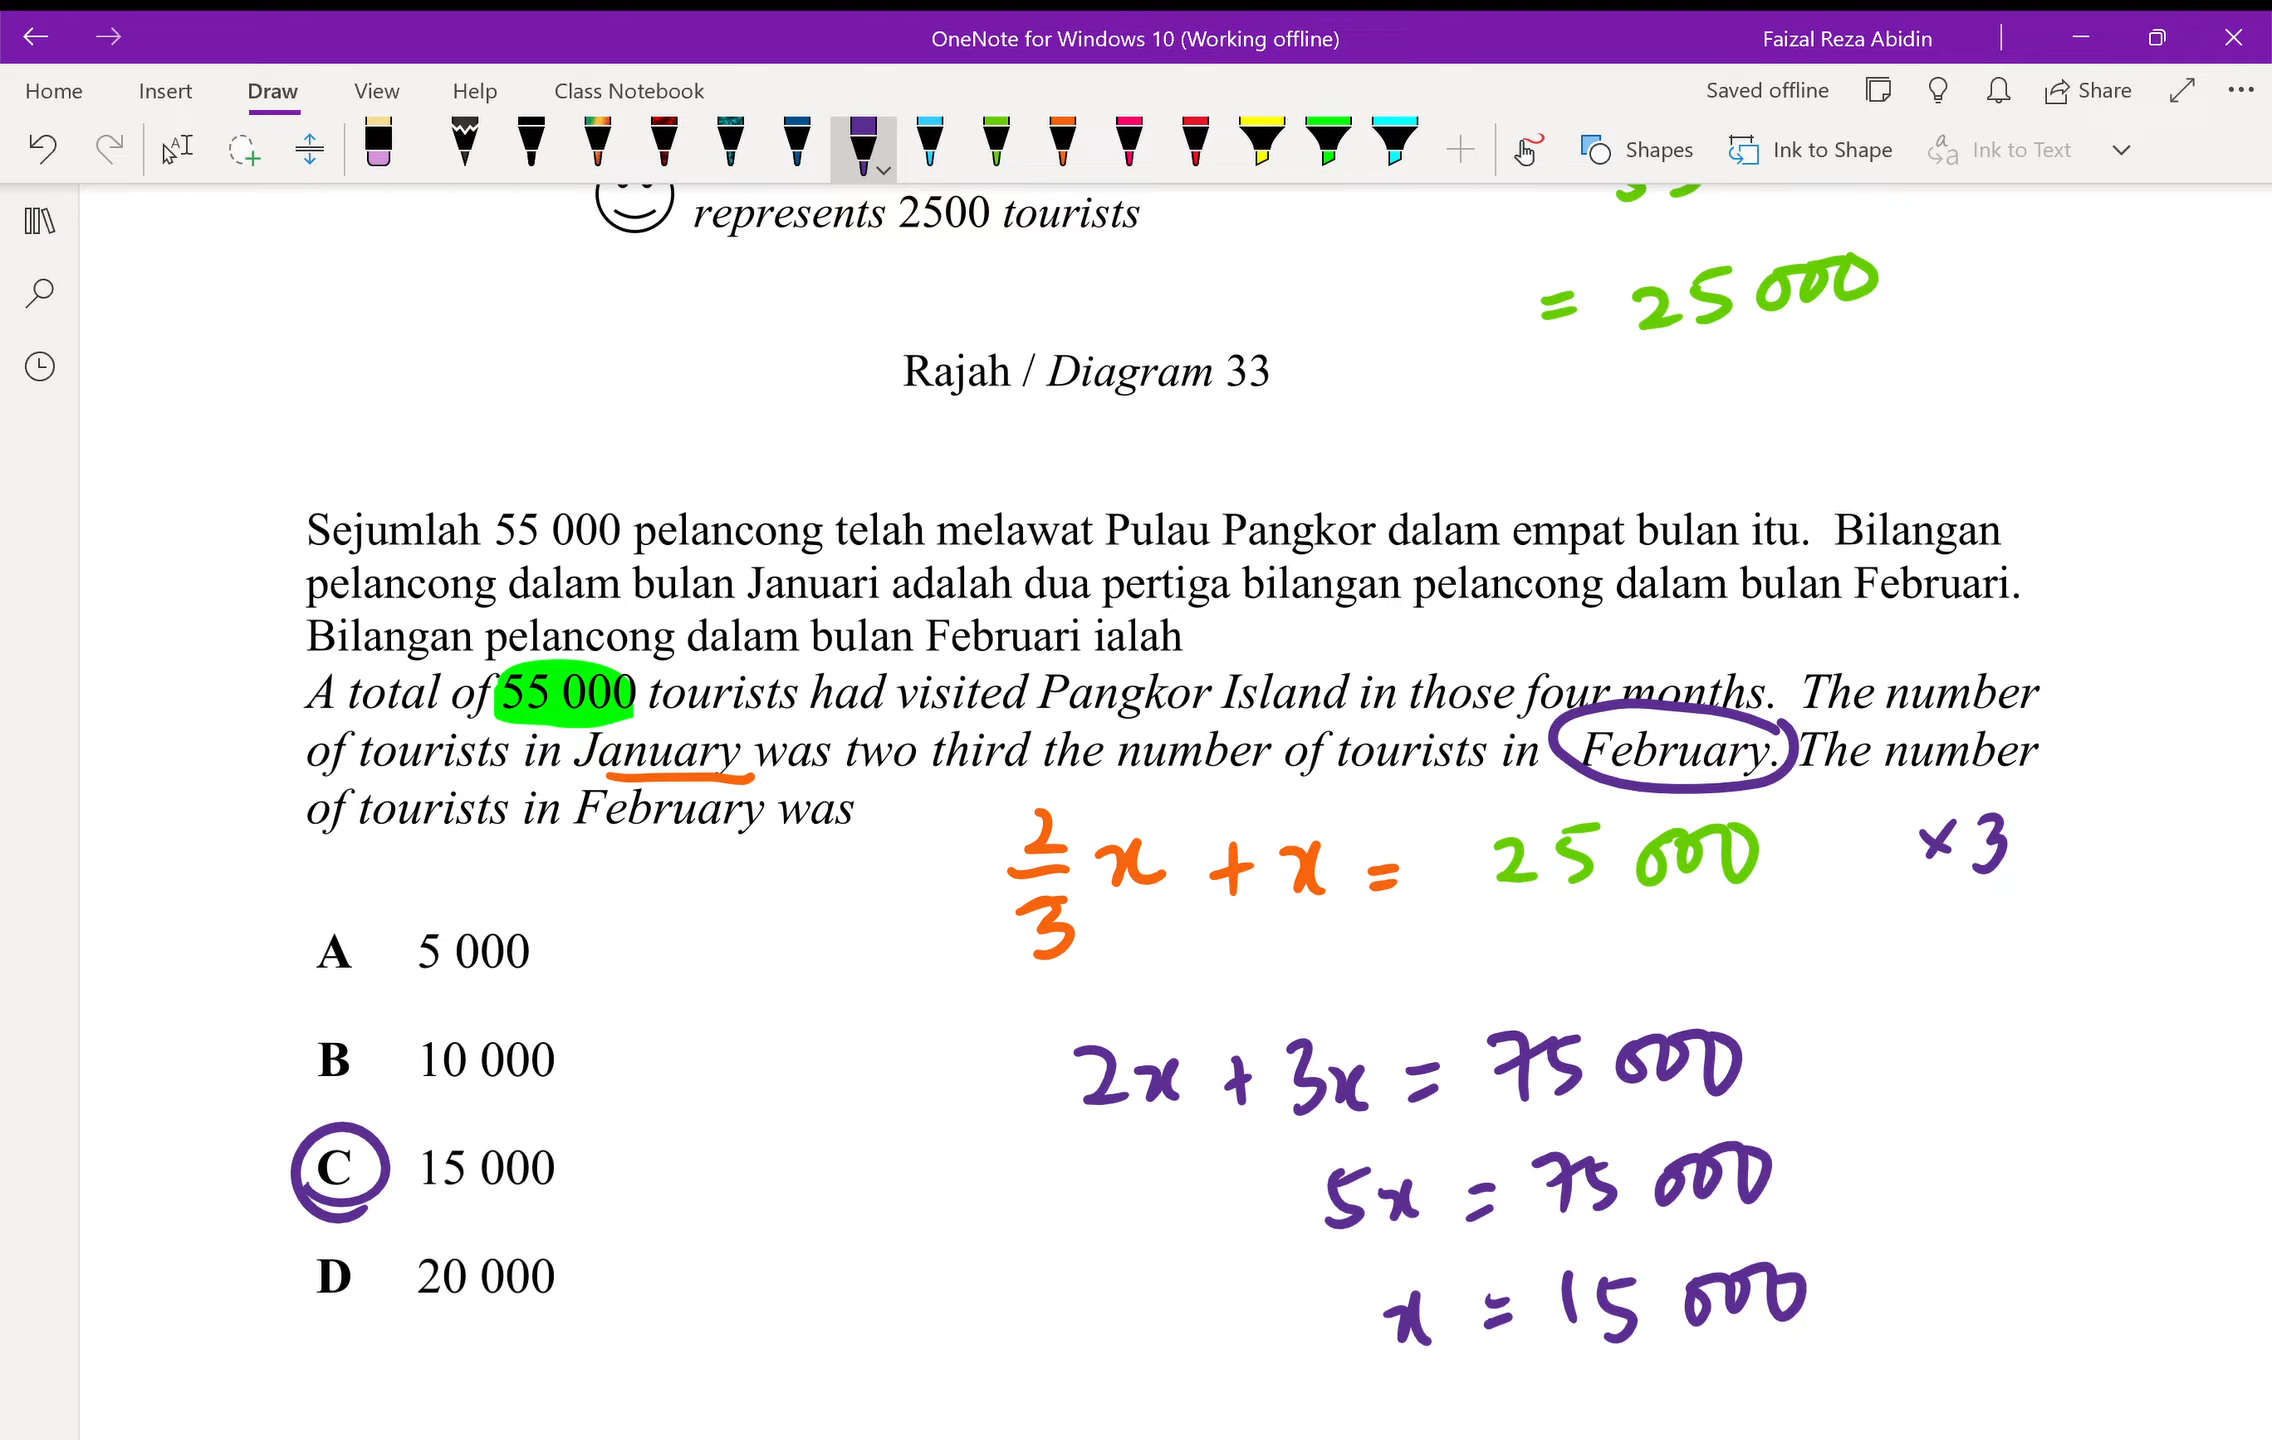 OneNote for Windows 10 (Working offline)
Faizal Reza Abidin
Home Insert Draw View Help Class Notebook
Saved offline Share
Shapes Ink to Shape Ink to Text
represents 2500 tourists
= 25 000
Rajah / Diagram 33
Sejumlah 55 000 pelancong telah melawat Pulau Pangkor dalam empat bulan itu. Bilangan
pelancong dalam bulan Januari adalah dua pertiga bilangan pelancong dalam bulan Februari.
Bilangan pelancong dalam bulan Februari ialah
A total of 55 000 tourists had visited Pangkor Island in those four months. The number
of tourists in January was two third the number of tourists in February. The number
of tourists in February was
2/3 x + x = 25 000 × 3
A 5 000
B 10 000
2x + 3x = 75 000
C 15 000
5x = 75 000
D 20 000
x = 15 000